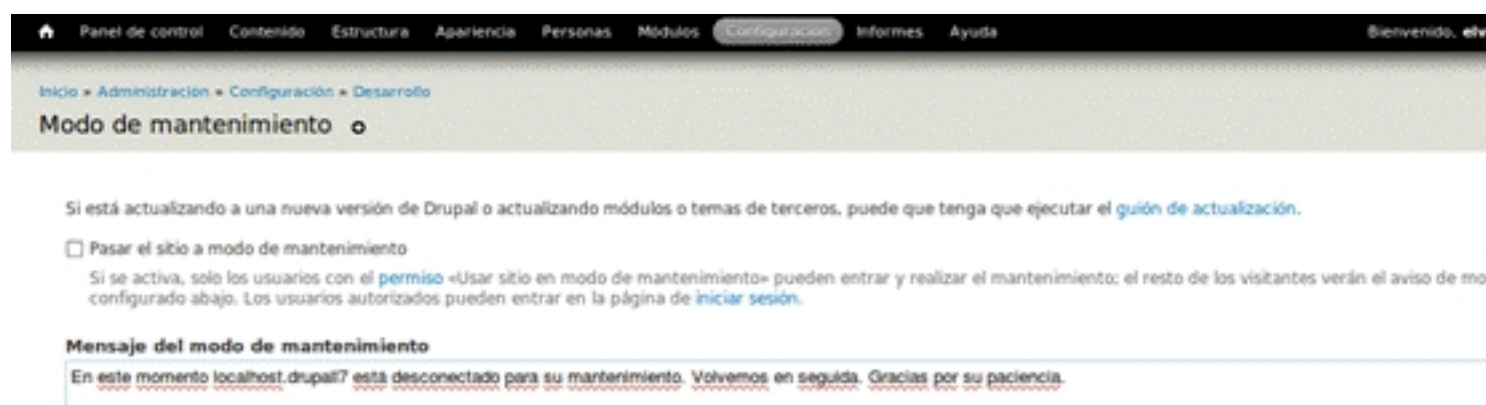 Panel de control Contenido Estructura Apariencia Personas Módulos Configuración Informes Ayuda Bienvenido, elv
Inicio » Administración » Configuración » Desarrollo
Modo de mantenimiento
Si está actualizando a una nueva versión de Drupal o actualizando módulos o temas de terceros, puede que tenga que ejecutar el guión de actualización.
Pasar el sitio a modo de mantenimiento
Si se activa, solo los usuarios con el permiso «Usar sitio en modo de mantenimiento» pueden entrar y realizar el mantenimiento; el resto de los visitantes verán el aviso de mo
configurado abajo. Los usuarios autorizados pueden entrar en la página de iniciar sesión.
Mensaje del modo de mantenimiento
En este momento localhost.drupall7 está desconectado para su mantenimiento. Volvemos en seguida. Gracias por su paciencia.